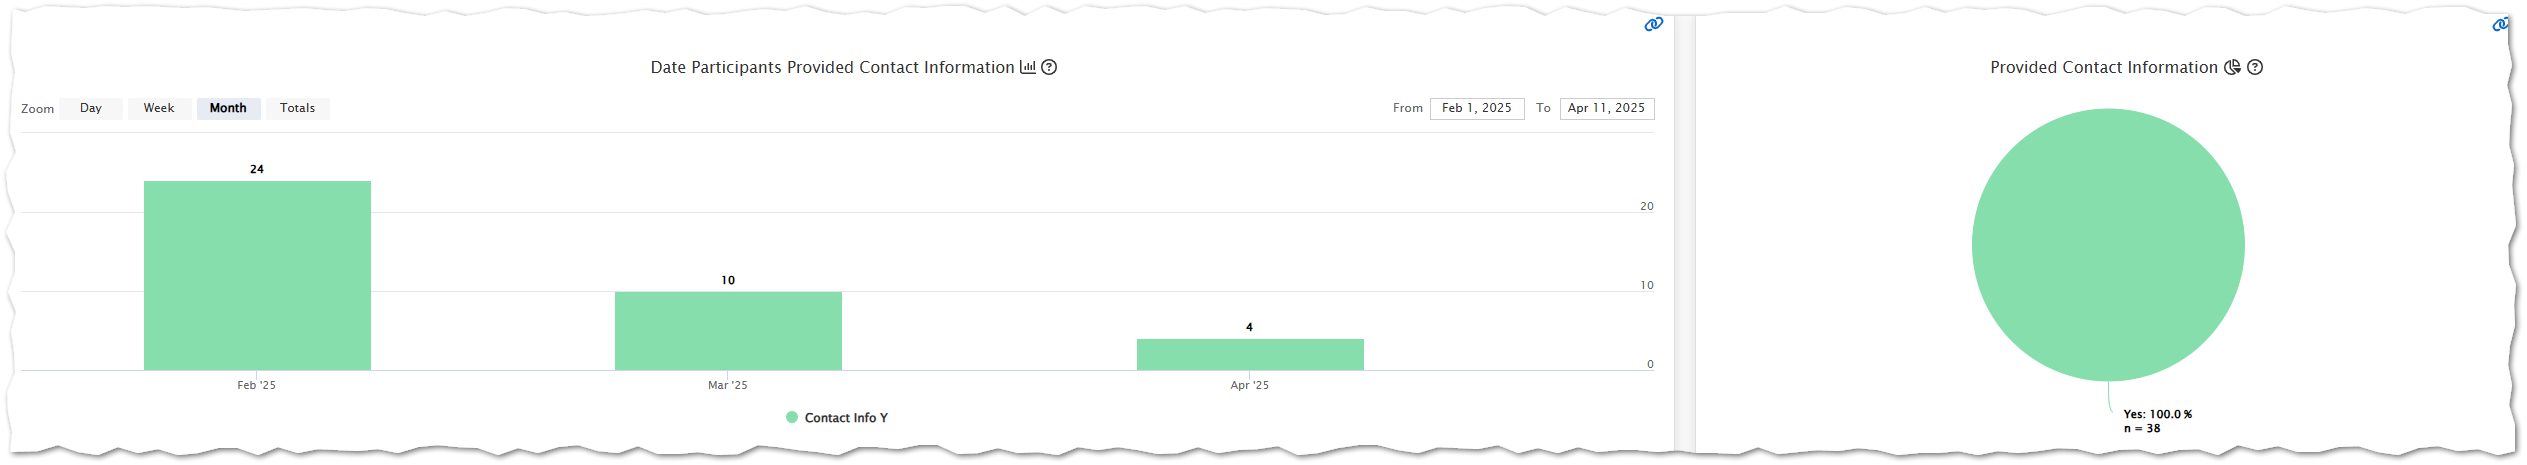 Date Participants Provided Contact Information
Zoom Day Week Month Totals
From Feb 1, 2025 To Apr 11, 2025
24
20
10
10
4
0
Feb '25 Mar '25 Apr '25
Contact Info Y
Provided Contact Information
Yes: 100.0 %
n = 38